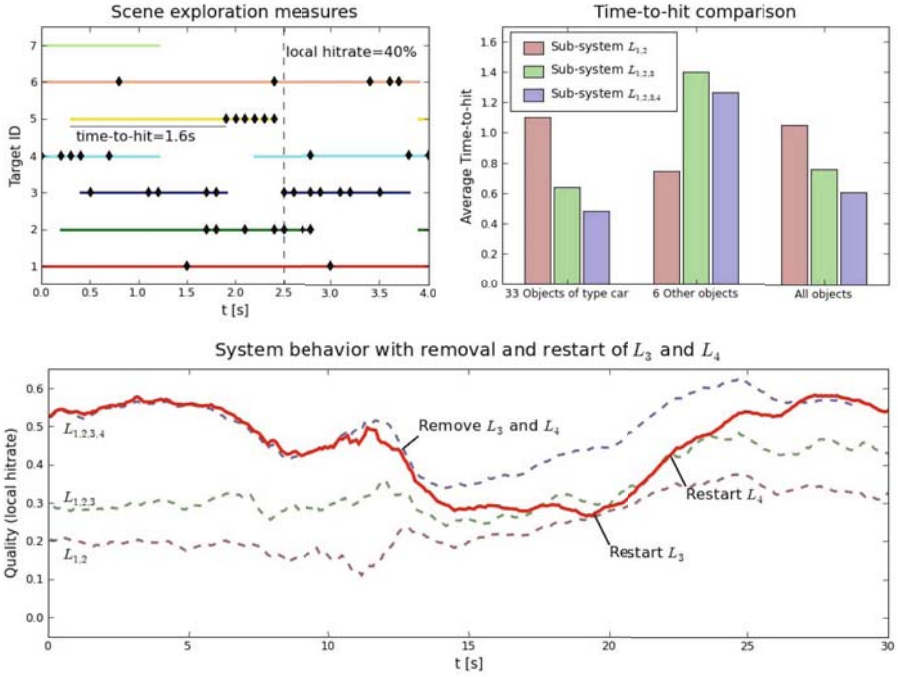 Scene exploration measures
7
6
5
4
3
2
1
Target ID
local hitrate=40%
time-to-hit=1.6s
0.0 0.5 1.0 1.5 2.0 2.5 3.0 3.5 4.0
t [s]
Time-to-hit comparison
1.6
1.4
1.2
1.0
0.8
0.6
0.4
0.2
0.0
Average Time-to-hit
Sub-system L1,2
Sub-system L1,2,3
Sub-system L1,2,3,4
33 Objects of type car 6 Other objects All objects
System behavior with removal and restart of L3 and L4
0.6
0.5
0.4
0.3
0.2
0.1
0.0
Quality (local hitrate)
L1,2,3,4
L1,2,3
L1,2
Remove L3 and L4
Restart L4
Restart L3
0 5 10 15 20 25 30
t [s]